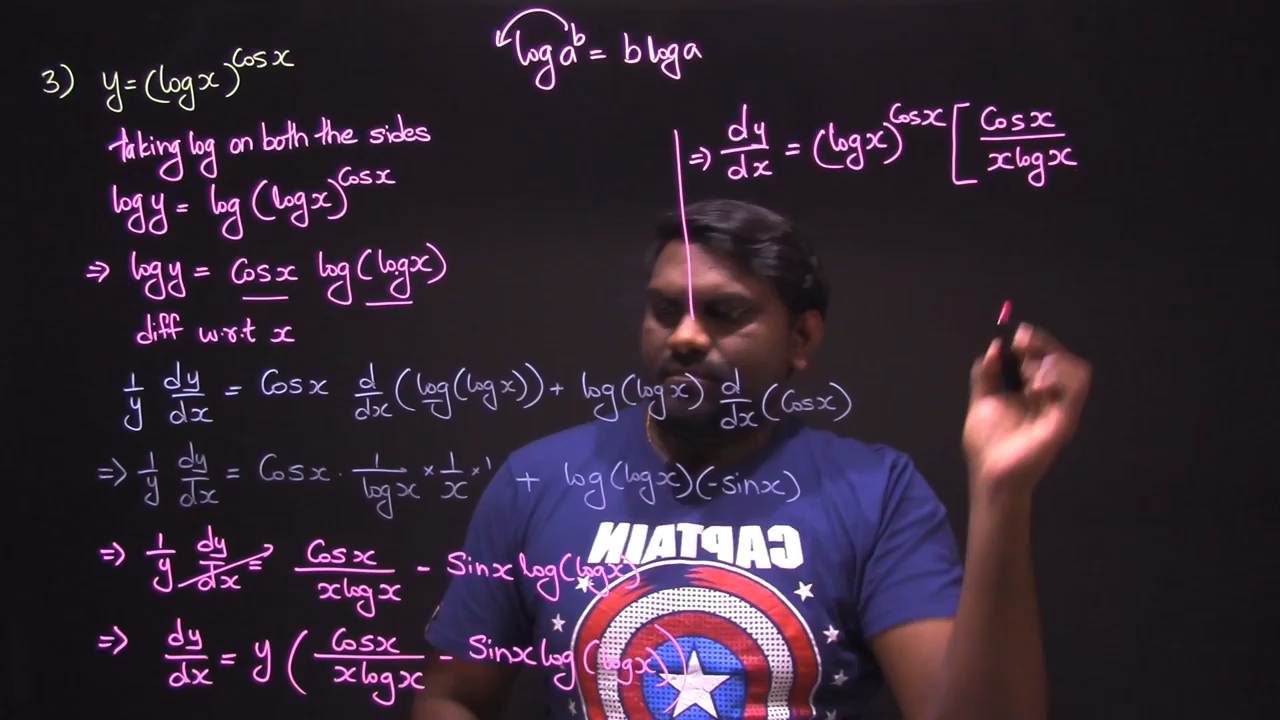 log a^b = b log a
3) y = (log x)^Cos x
taking log on both the sides
log y = log (log x)^Cos x
⇒ log y = Cos x log (log x)
diff w.r.t x
1/y dy/dx = Cos x d/dx (log (log x)) + log (log x) d/dx (Cos x)
⇒ 1/y dy/dx = Cos x · 1/log x × 1/x × 1 + log (log x) (-sin x)
⇒ 1/y dy/dx = Cos x/x log x - Sin x log (log x)
⇒ dy/dx = y (Cos x/x log x - Sin x log (log x))
⇒ dy/dx = (log x)^Cos x [Cos x/x log x
CAPTAIN